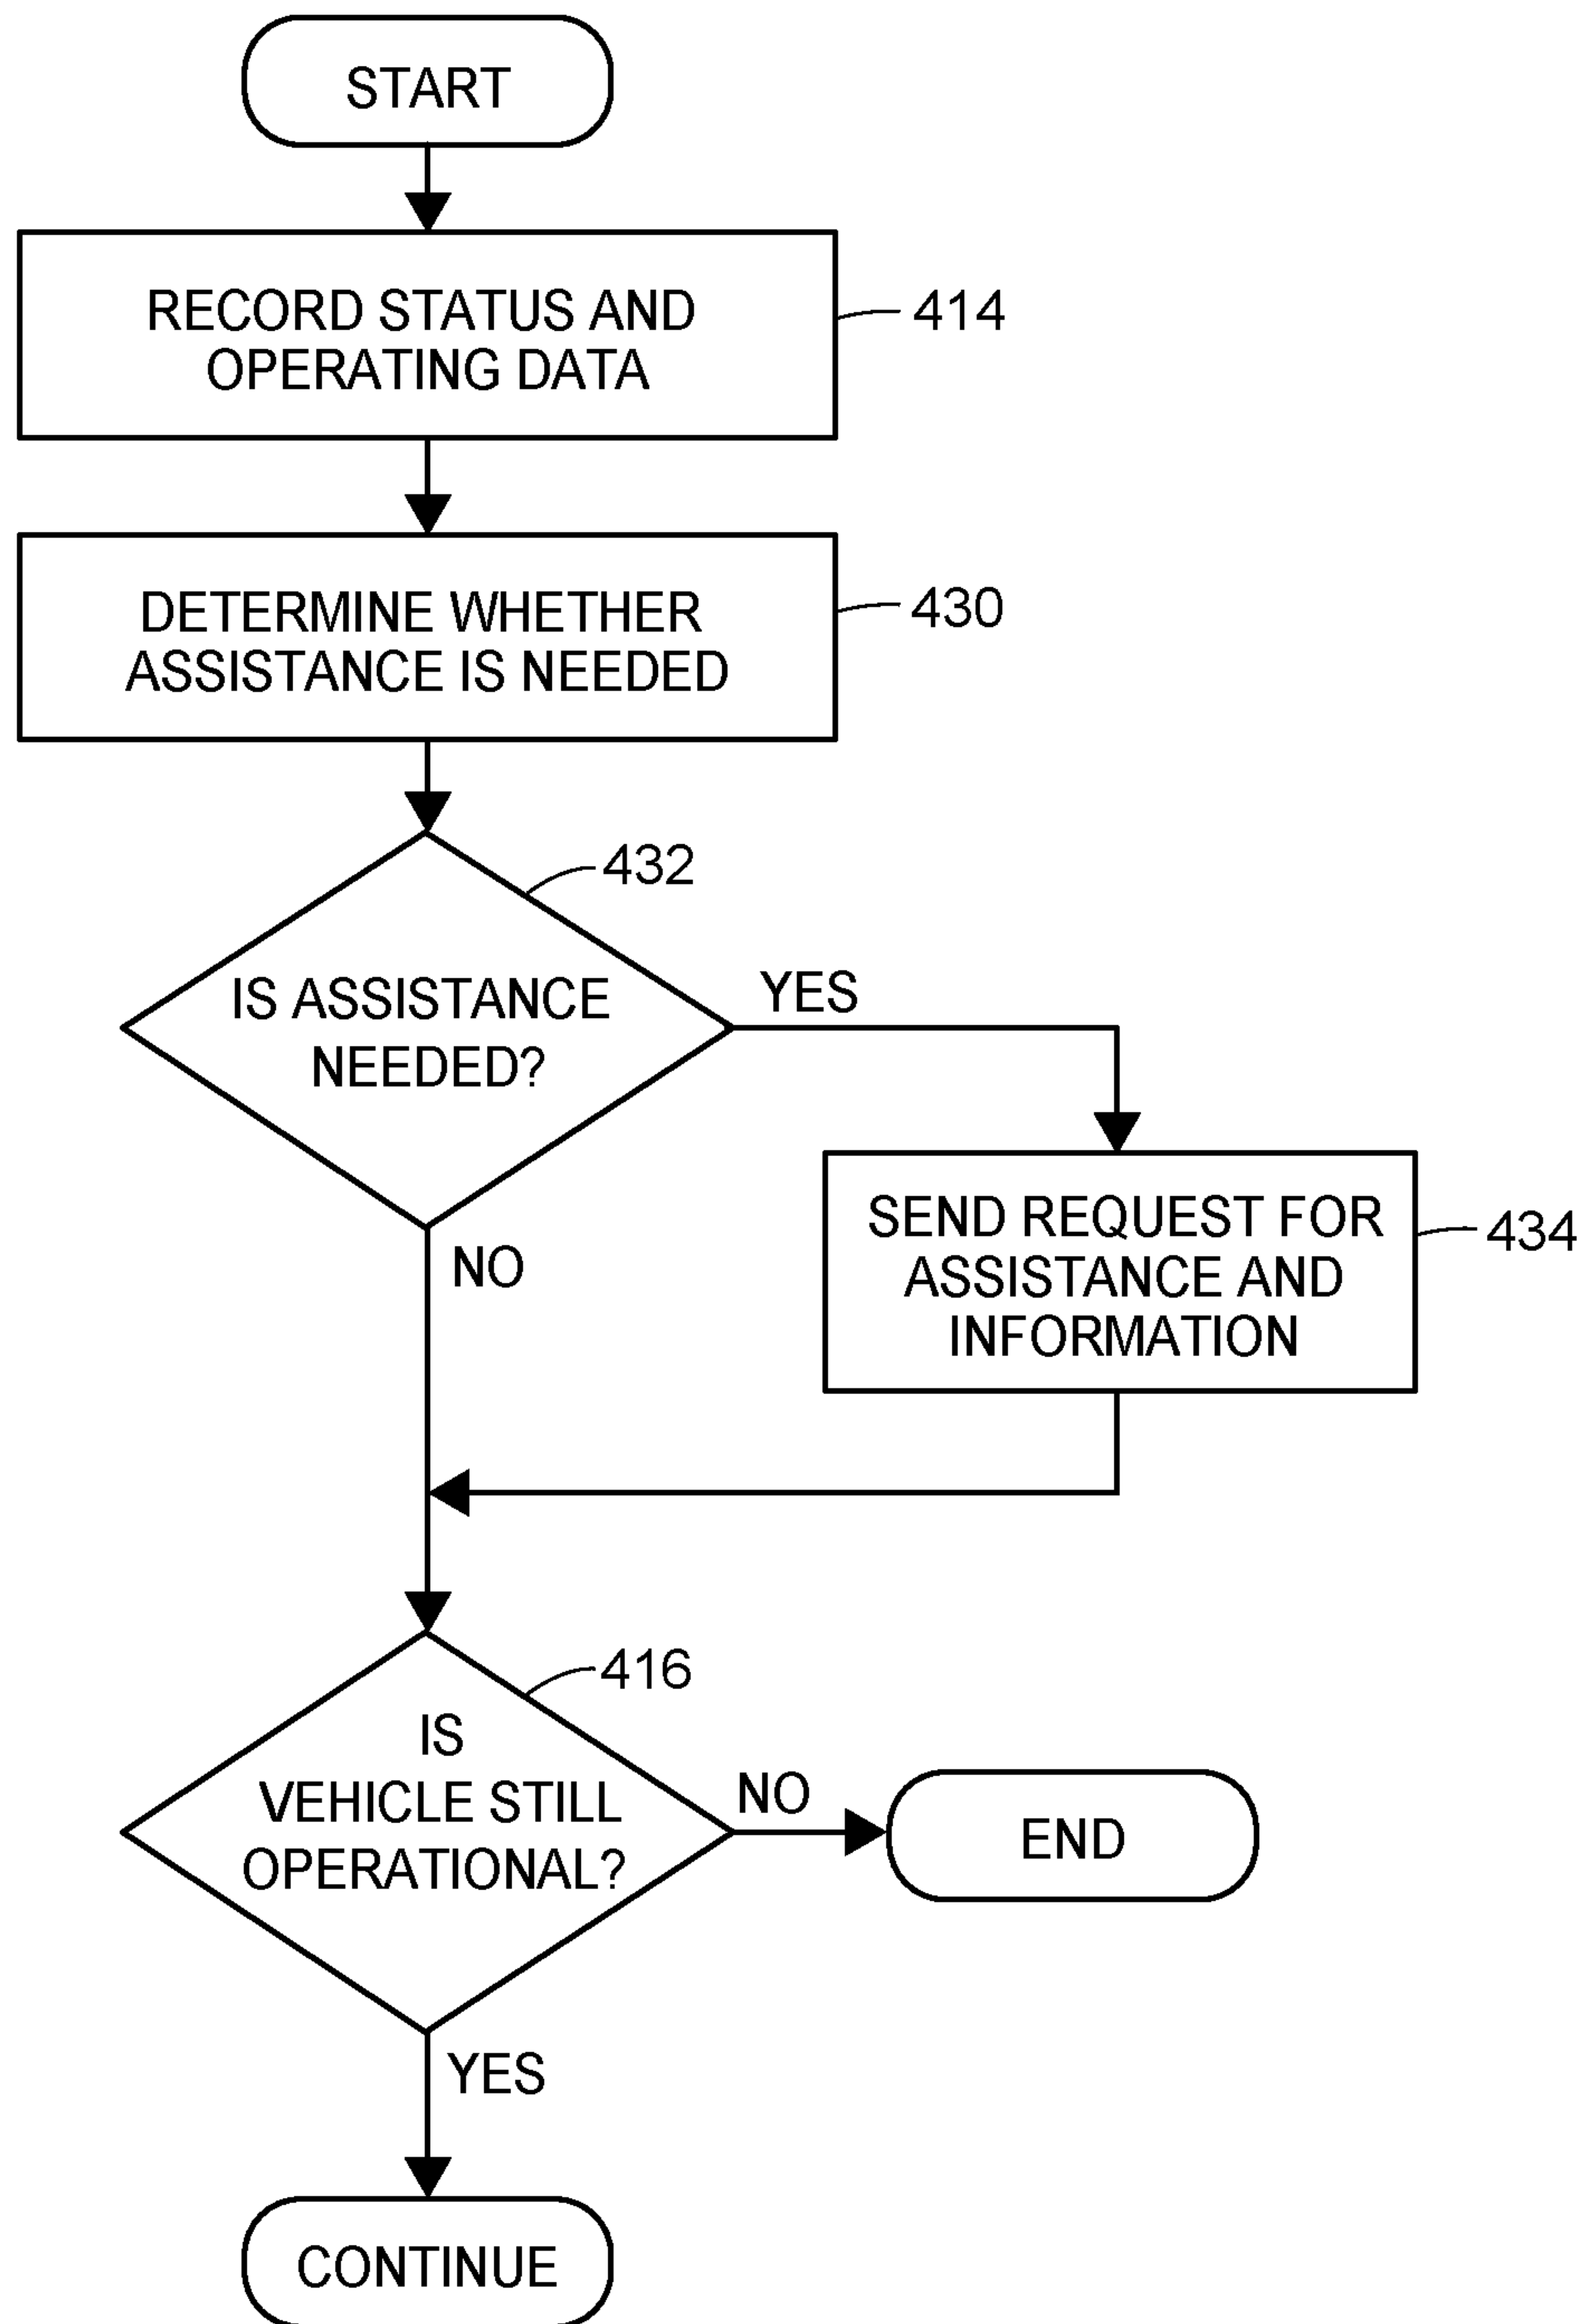 START
RECORD STATUS AND
OPERATING DATA
414
DETERMINE WHETHER
ASSISTANCE IS NEEDED
430
432
IS ASSISTANCE
NEEDED?
YES
NO
SEND REQUEST FOR
ASSISTANCE AND
INFORMATION
434
416
IS
VEHICLE STILL
OPERATIONAL?
NO
END
YES
CONTINUE